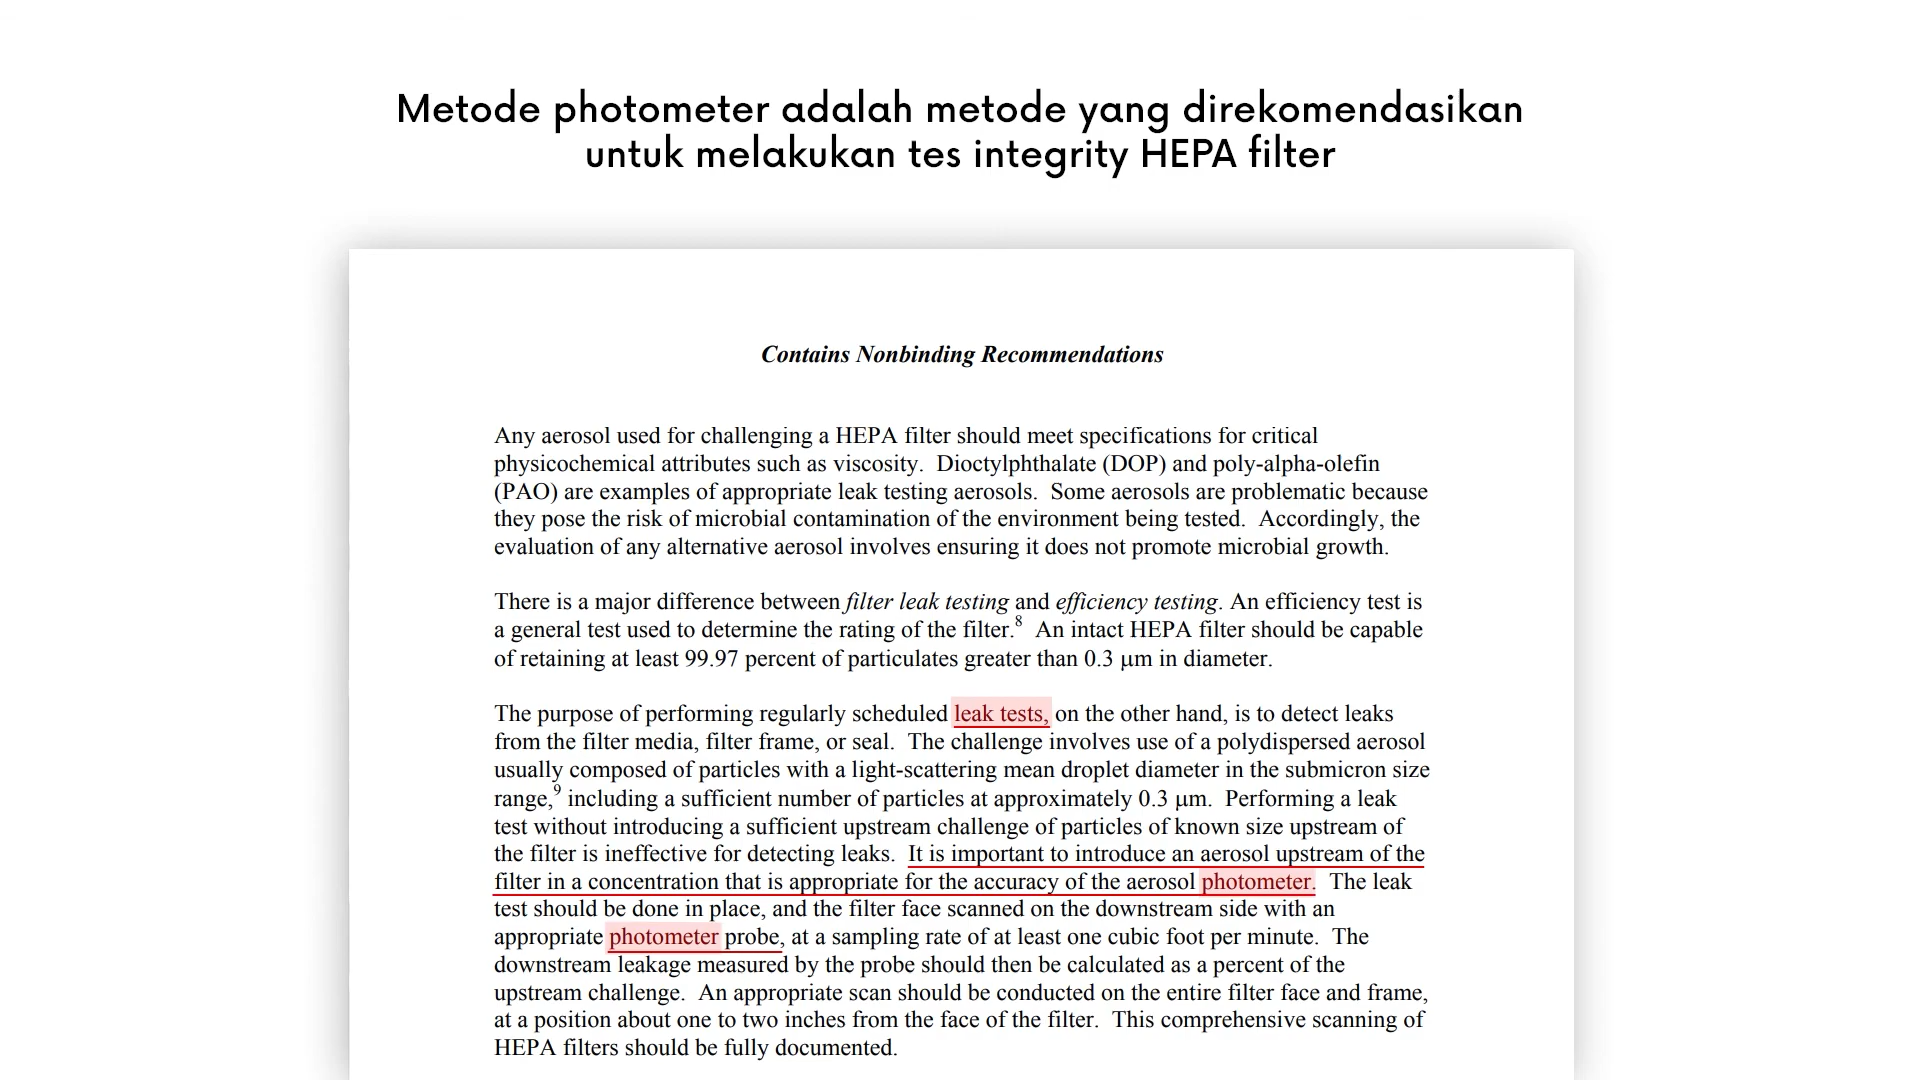 Metode photometer adalah metode yang direkomendasikan
untuk melakukan tes integrity HEPA filter
Contains Nonbinding Recommendations
Any aerosol used for challenging a HEPA filter should meet specifications for critical
physicochemical attributes such as viscosity.  Dioctylphthalate (DOP) and poly-alpha-olefin
(PAO) are examples of appropriate leak testing aerosols.  Some aerosols are problematic because
they pose the risk of microbial contamination of the environment being tested.  Accordingly, the
evaluation of any alternative aerosol involves ensuring it does not promote microbial growth.
There is a major difference between filter leak testing and efficiency testing. An efficiency test is
a general test used to determine the rating of the filter.8  An intact HEPA filter should be capable
of retaining at least 99.97 percent of particulates greater than 0.3 μm in diameter.
The purpose of performing regularly scheduled leak tests, on the other hand, is to detect leaks
from the filter media, filter frame, or seal.  The challenge involves use of a polydispersed aerosol
usually composed of particles with a light-scattering mean droplet diameter in the submicron size
range,9 including a sufficient number of particles at approximately 0.3 μm.  Performing a leak
test without introducing a sufficient upstream challenge of particles of known size upstream of
the filter is ineffective for detecting leaks.  It is important to introduce an aerosol upstream of the
filter in a concentration that is appropriate for the accuracy of the aerosol photometer.  The leak
test should be done in place, and the filter face scanned on the downstream side with an
appropriate photometer probe, at a sampling rate of at least one cubic foot per minute.  The
downstream leakage measured by the probe should then be calculated as a percent of the
upstream challenge.  An appropriate scan should be conducted on the entire filter face and frame,
at a position about one to two inches from the face of the filter.  This comprehensive scanning of
HEPA filters should be fully documented.